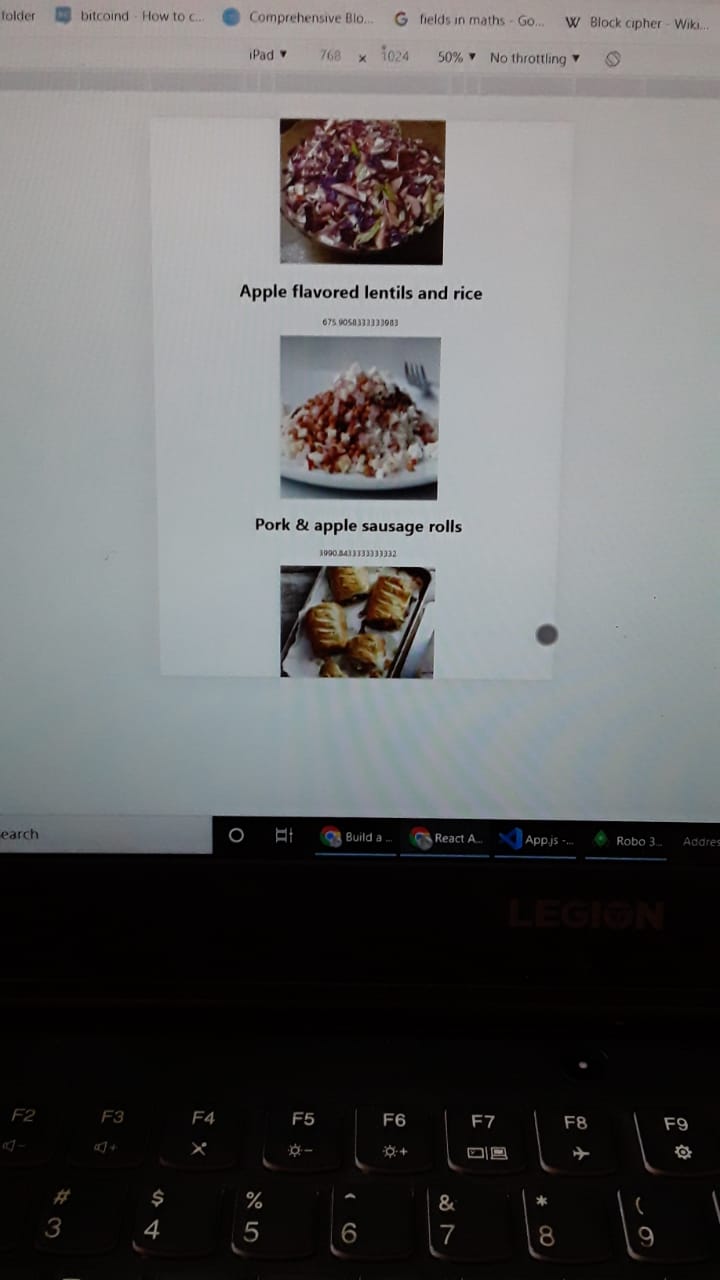 folder bitcoind - How to c... Comprehensive Blo... G fields in maths - Go... W Block cipher - Wiki...
iPad ▼ 768 x 1024 50% ▼ No throttling ▼
Apple flavored lentils and rice
675.9058333333983
Pork & apple sausage rolls
3990.8433333333332
earch Build a ... React A... App.js -... Robo 3... Addres
LEGION
F2 F3 F4 F5 F6 F7 F8 F9
# $ % ^ & * (
3 4 5 6 7 8 9